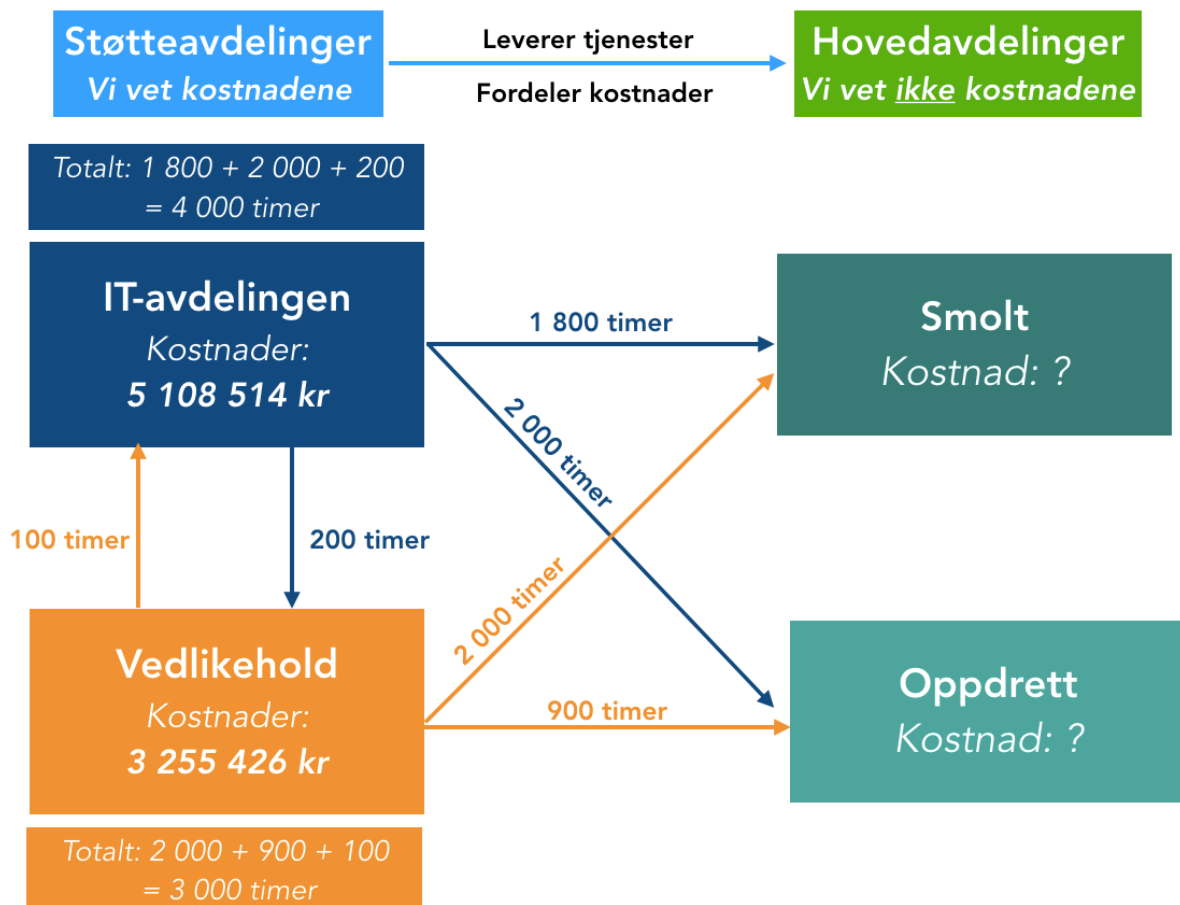 Støtteavdelinger
Vi vet kostnadene
Leverer tjenester
Fordeler kostnader
Hovedavdelinger
Vi vet ikke kostnadene
Totalt: 1 800 + 2 000 + 200
= 4 000 timer
IT-avdelingen
Kostnader:
5 108 514 kr
1 800 timer
Smolt
Kostnad: ?
2 000 timer
100 timer
200 timer
2 000 timer
Vedlikehold
Kostnader:
3 255 426 kr
900 timer
Oppdrett
Kostnad: ?
Totalt: 2 000 + 900 + 100
= 3 000 timer